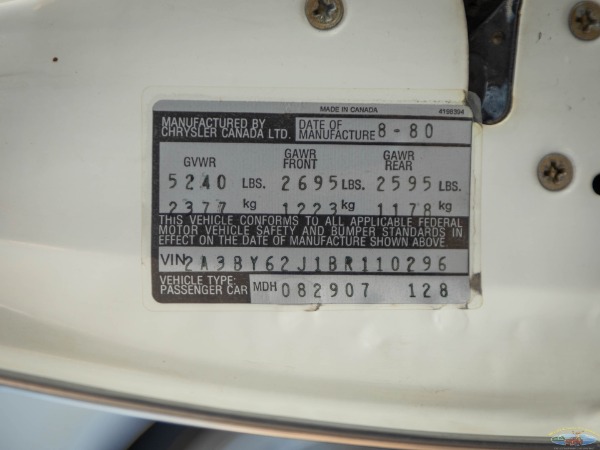 MADE IN CANADA 4198394
MANUFACTURED BY CHRYSLER CANADA LTD. DATE OF MANUFACTURE 8-80
GVWR GAWR FRONT GAWR REAR
5240 LBS. 2695 LBS. 2595 LBS.
2377 kg 1223 kg 1178 kg
THIS VEHICLE CONFORMS TO ALL APPLICABLE FEDERAL
MOTOR VEHICLE SAFETY AND BUMPER STANDARDS IN
EFFECT ON THE DATE OF MANUFACTURE SHOWN ABOVE
VIN 2A3BY62J1BR110296
VEHICLE TYPE: PASSENGER CAR MDH 082907 128